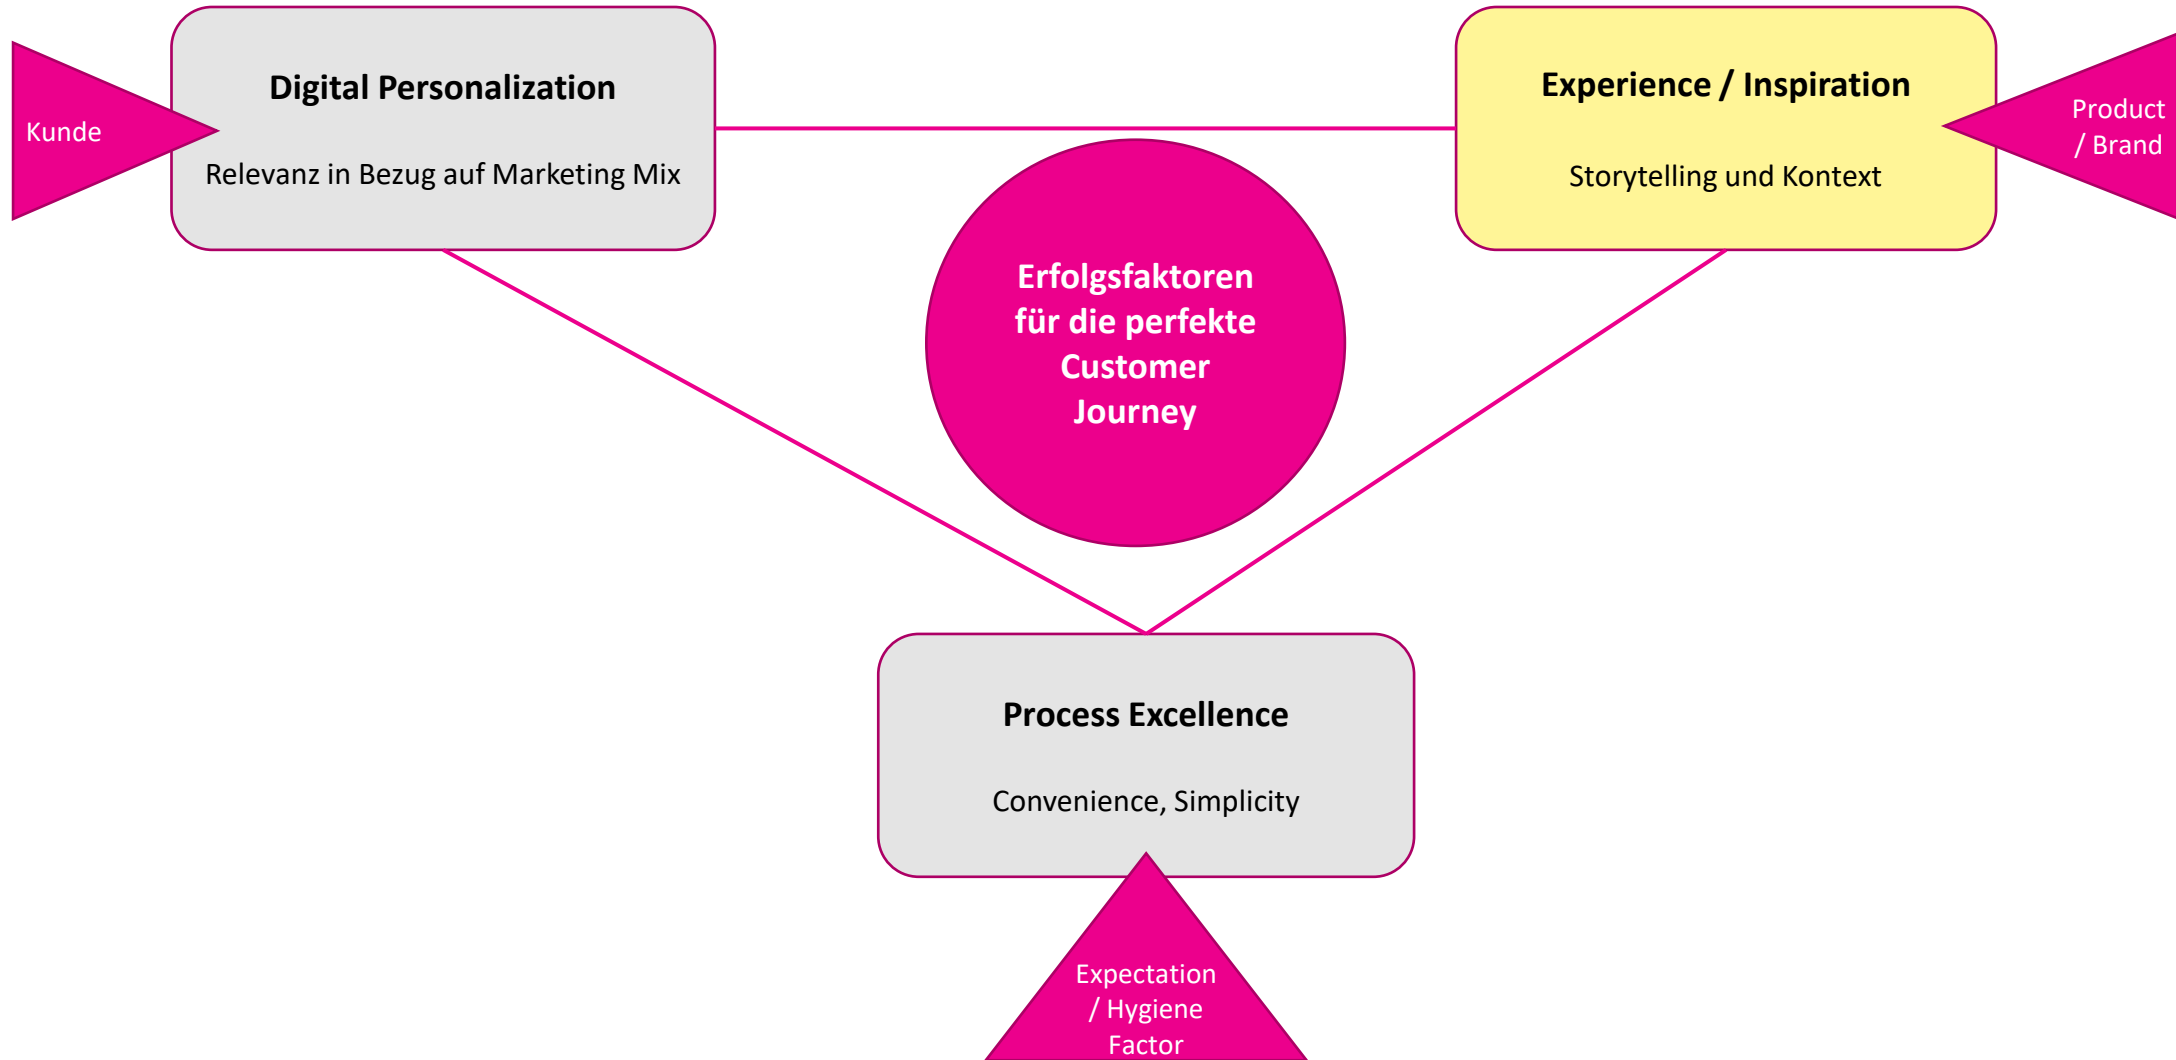 Digital Personalization
Relevanz in Bezug auf Marketing Mix
Kunde
Experience / Inspiration
Storytelling und Kontext
Product
/ Brand
Erfolgsfaktoren
für die perfekte
Customer
Journey
Process Excellence
Convenience, Simplicity
Expectation
/ Hygiene
Factor